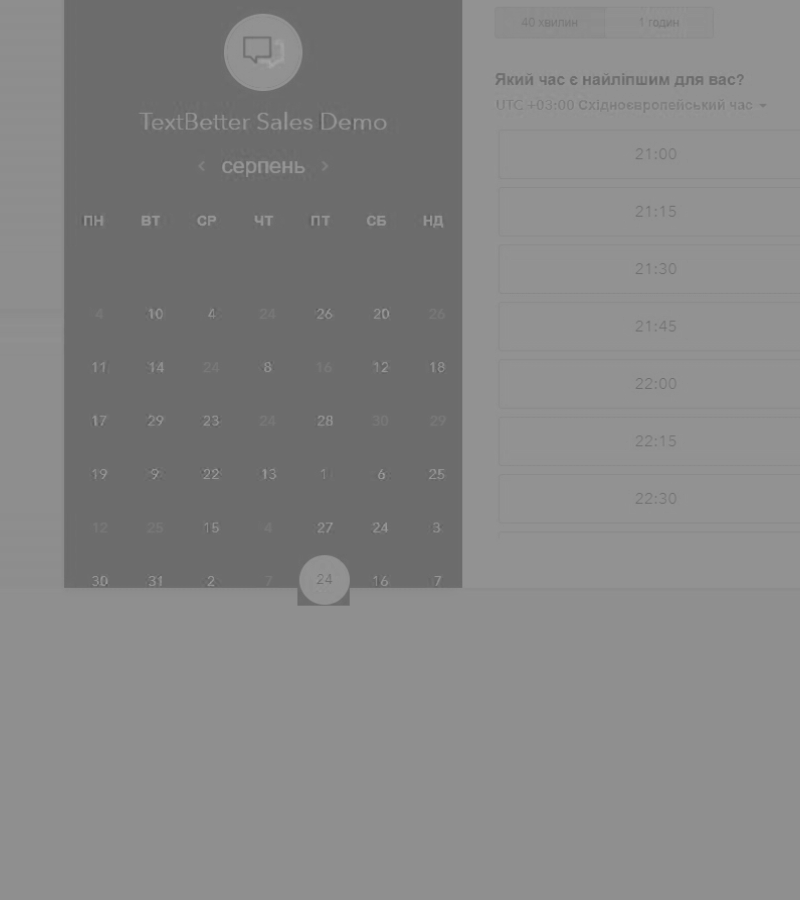 40 хвилин 1 годин
Який час є найліпшим для вас?
UTC +03:00 Східноєвропейський час
21:00
21:15
21:30
21:45
22:00
22:15
22:30
TextBetter Sales Demo
серпень
ПН ВТ СР ЧТ ПТ СБ НД
4 10 4 24 26 20 26
11 14 24 8 16 12 18
17 29 23 24 28 30 29
19 9 22 13 1 6 25
12 25 15 4 27 24 3
30 31 2 7 24 16 7